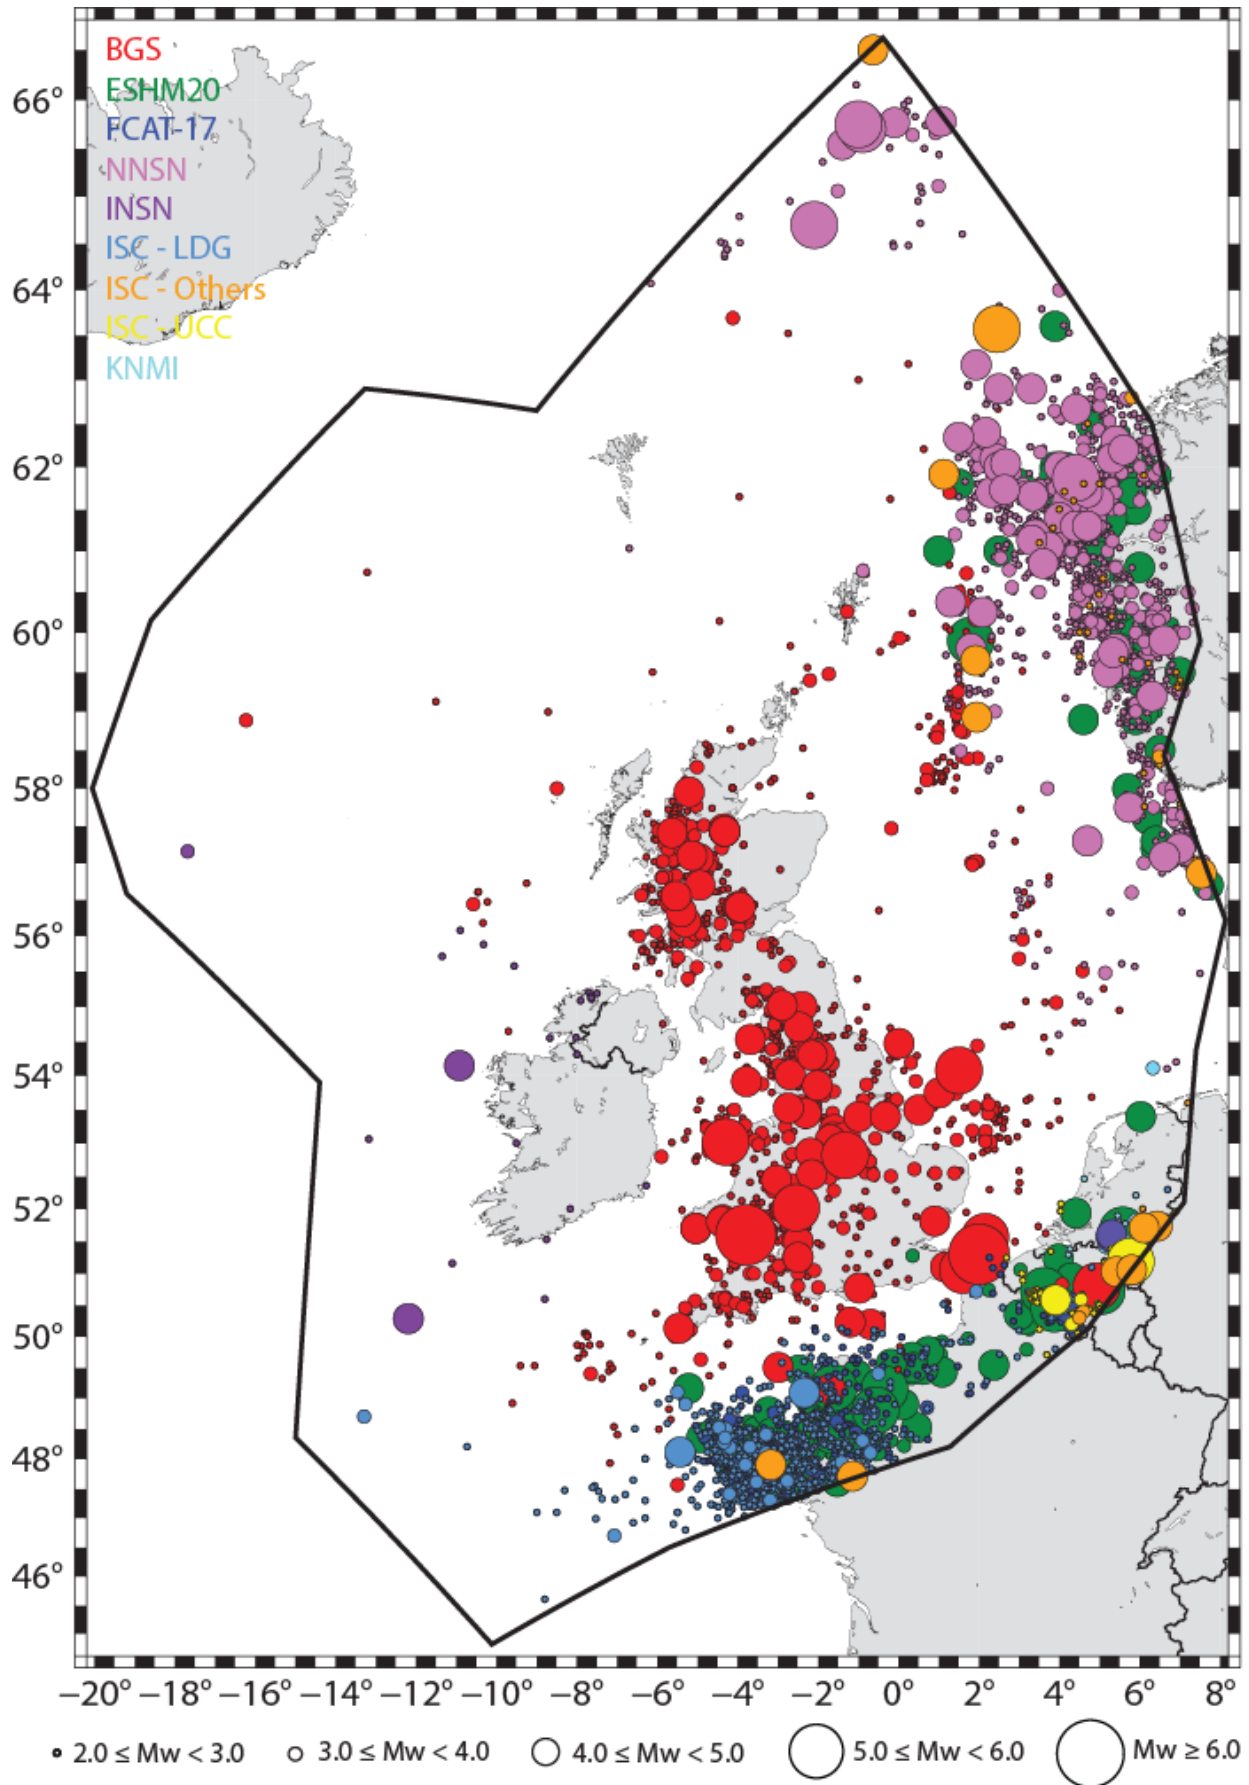 BGS
ESHM20
FCAT-17
NNSN
INSN
ISC - LDG
ISC - Others
ISC - UCC
KNMI
66°
64°
62°
60°
58°
56°
54°
52°
50°
48°
46°
−20° −18° −16° −14° −12° −10° −8° −6° −4° −2° 0° 2° 4° 6° 8°
2.0 ≤ Mw < 3.0 3.0 ≤ Mw < 4.0 4.0 ≤ Mw < 5.0 5.0 ≤ Mw < 6.0 Mw ≥ 6.0